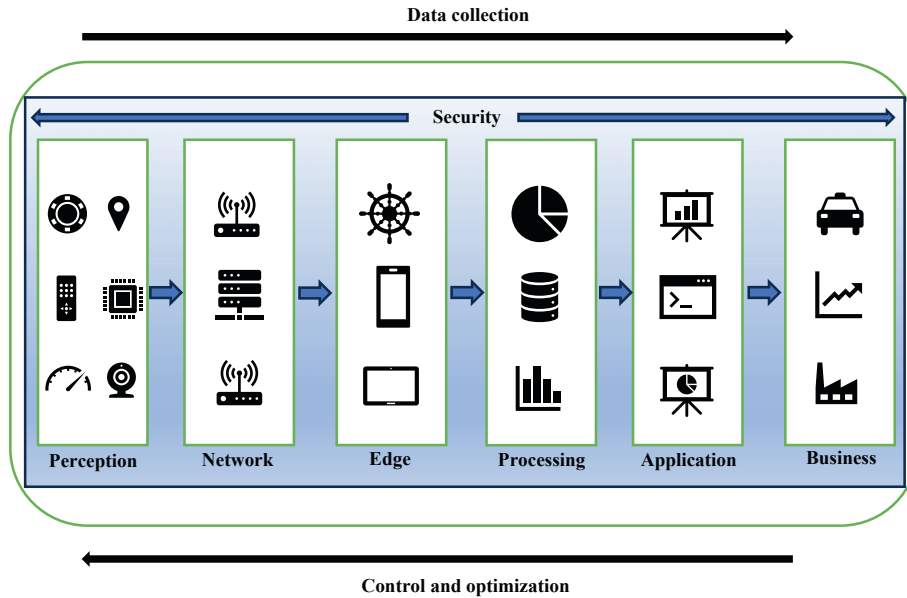 Data collection
Security
Perception
Network
Edge
Processing
Application
Business
Control and optimization